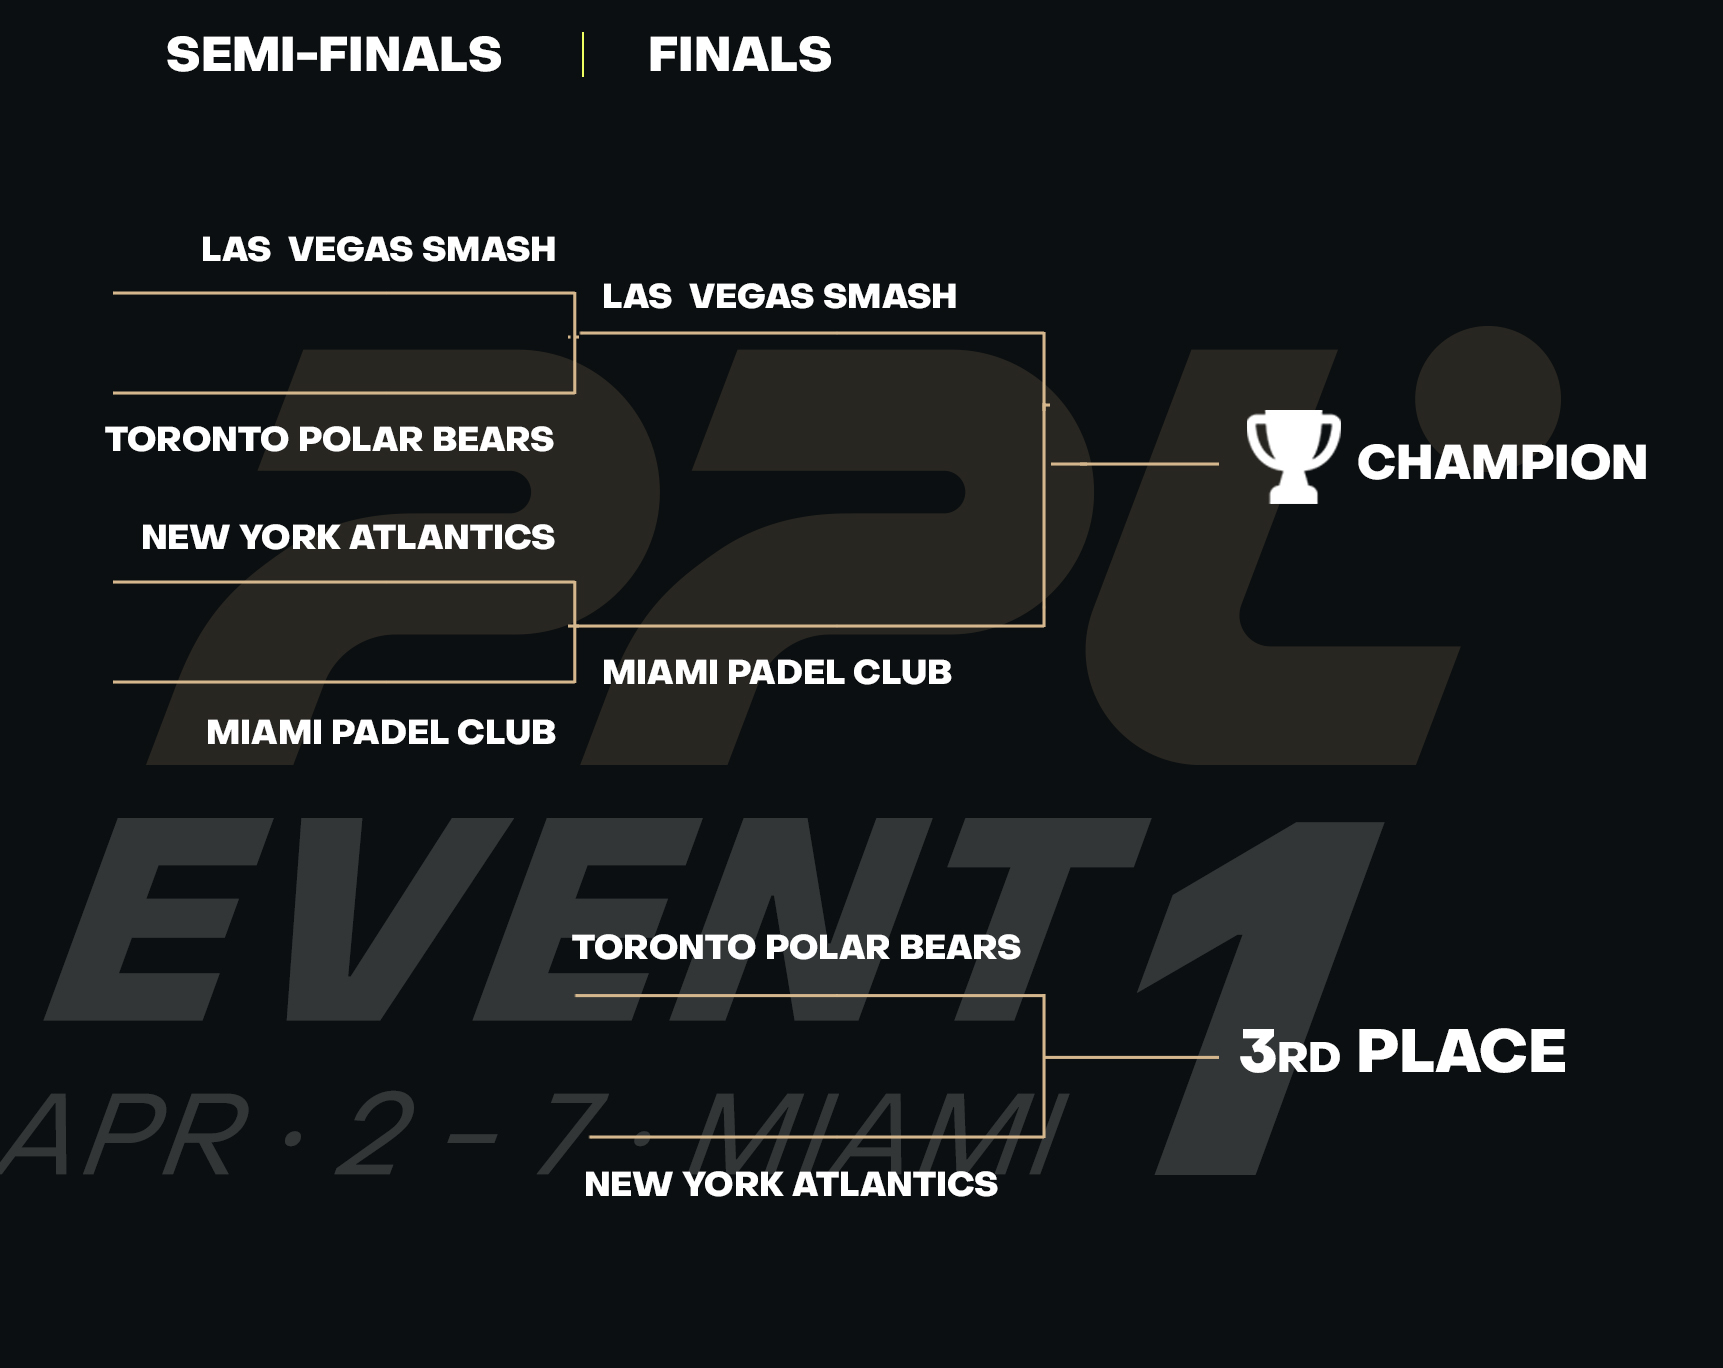 SEMI-FINALS
FINALS
LAS VEGAS SMASH
TORONTO POLAR BEARS
NEW YORK ATLANTICS
MIAMI PADEL CLUB
LAS VEGAS SMASH
MIAMI PADEL CLUB
CHAMPION
PPL
EVENT 1
APR · 2 - 7 · MIAMI
TORONTO POLAR BEARS
NEW YORK ATLANTICS
3RD PLACE